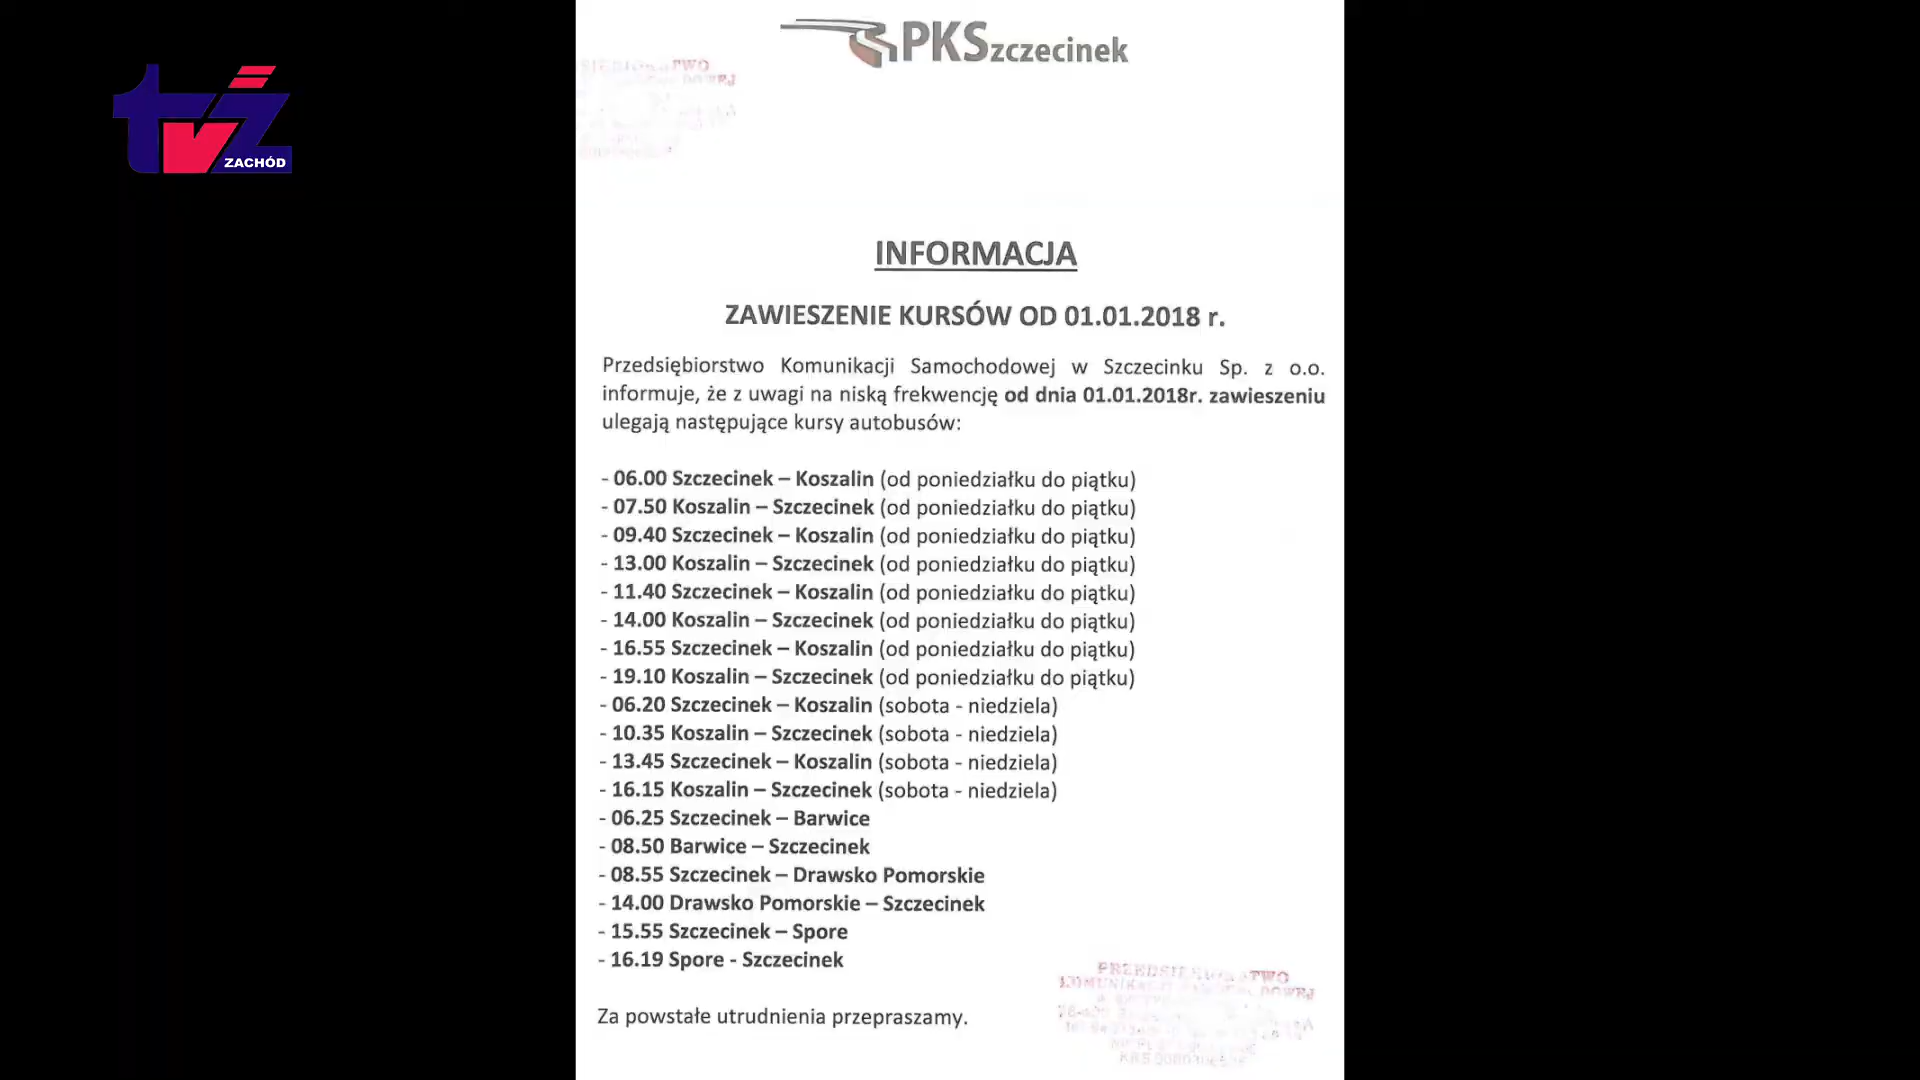 PKSzczecinek
tvż
ZACHÓD
INFORMACJA
ZAWIESZENIE KURSÓW OD 01.01.2018 r.
Przedsiębiorstwo Komunikacji Samochodowej w Szczecinku Sp. z o.o.
informuje, że z uwagi na niską frekwencję od dnia 01.01.2018r. zawieszeniu
ulegają następujące kursy autobusów:
- 06.00 Szczecinek – Koszalin (od poniedziałku do piątku)
- 07.50 Koszalin – Szczecinek (od poniedziałku do piątku)
- 09.40 Szczecinek – Koszalin (od poniedziałku do piątku)
- 13.00 Koszalin – Szczecinek (od poniedziałku do piątku)
- 11.40 Szczecinek – Koszalin (od poniedziałku do piątku)
- 14.00 Koszalin – Szczecinek (od poniedziałku do piątku)
- 16.55 Szczecinek – Koszalin (od poniedziałku do piątku)
- 19.10 Koszalin – Szczecinek (od poniedziałku do piątku)
- 06.20 Szczecinek – Koszalin (sobota - niedziela)
- 10.35 Koszalin – Szczecinek (sobota - niedziela)
- 13.45 Szczecinek – Koszalin (sobota - niedziela)
- 16.15 Koszalin – Szczecinek (sobota - niedziela)
- 06.25 Szczecinek – Barwice
- 08.50 Barwice – Szczecinek
- 08.55 Szczecinek – Drawsko Pomorskie
- 14.00 Drawsko Pomorskie – Szczecinek
- 15.55 Szczecinek – Spore
- 16.19 Spore - Szczecinek
Za powstałe utrudnienia przepraszamy.